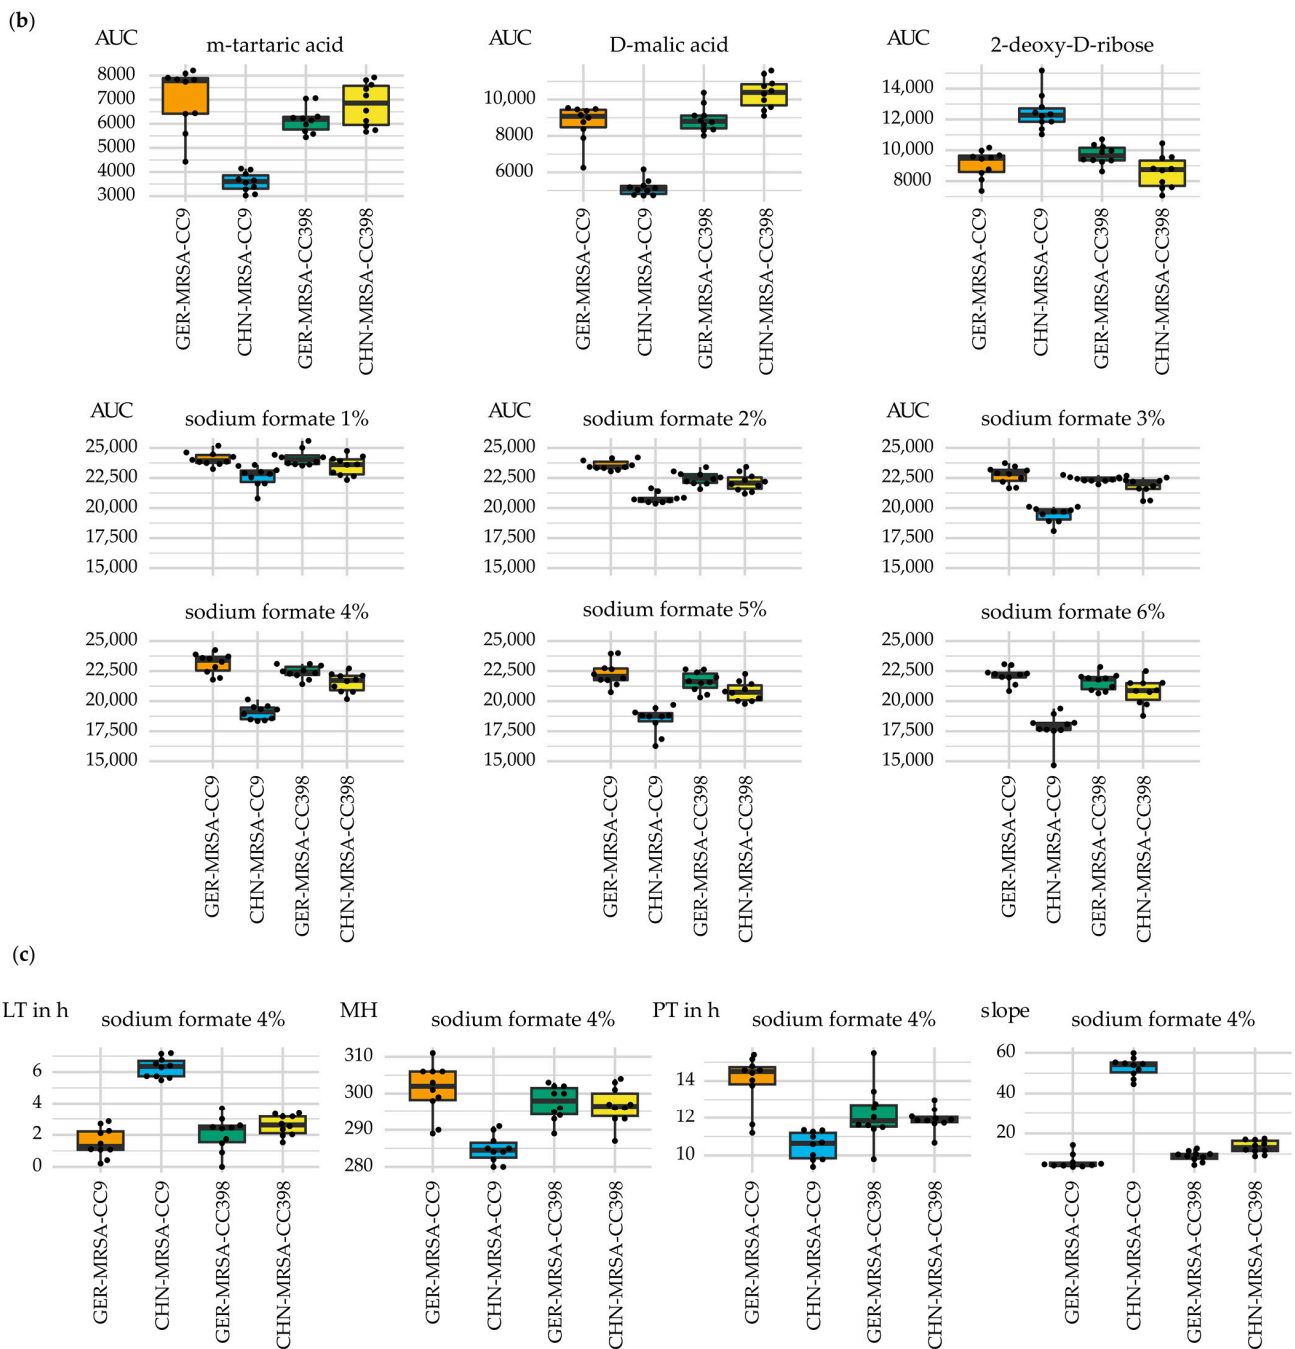 (b)
AUC m-tartaric acid AUC D-malic acid AUC 2-deoxy-D-ribose
8000
7000
6000
5000
4000
3000
10,000
8000
6000
14,000
12,000
10,000
8000
GER-MRSA-CC9
CHN-MRSA-CC9
GER-MRSA-CC398
CHN-MRSA-CC398
GER-MRSA-CC9
CHN-MRSA-CC9
GER-MRSA-CC398
CHN-MRSA-CC398
GER-MRSA-CC9
CHN-MRSA-CC9
GER-MRSA-CC398
CHN-MRSA-CC398
AUC sodium formate 1% AUC sodium formate 2% AUC sodium formate 3%
25,000 25,000 25,000
22,500 22,500 22,500
20,000 20,000 20,000
17,500 17,500 17,500
15,000 15,000 15,000
sodium formate 4% sodium formate 5% sodium formate 6%
25,000 25,000 25,000
22,500 22,500 22,500
20,000 20,000 20,000
17,500 17,500 17,500
15,000 15,000 15,000
GER-MRSA-CC9
CHN-MRSA-CC9
GER-MRSA-CC398
CHN-MRSA-CC398
GER-MRSA-CC9
CHN-MRSA-CC9
GER-MRSA-CC398
CHN-MRSA-CC398
GER-MRSA-CC9
CHN-MRSA-CC9
GER-MRSA-CC398
CHN-MRSA-CC398
(c)
LT in h sodium formate 4% MH sodium formate 4% PT in h sodium formate 4% slope sodium formate 4%
6
4
2
0
310
300
290
280
14
12
10
60
40
20
GER-MRSA-CC9
CHN-MRSA-CC9
GER-MRSA-CC398
CHN-MRSA-CC398
GER-MRSA-CC9
CHN-MRSA-CC9
GER-MRSA-CC398
CHN-MRSA-CC398
GER-MRSA-CC9
CHN-MRSA-CC9
GER-MRSA-CC398
CHN-MRSA-CC398
GER-MRSA-CC9
CHN-MRSA-CC9
GER-MRSA-CC398
CHN-MRSA-CC398